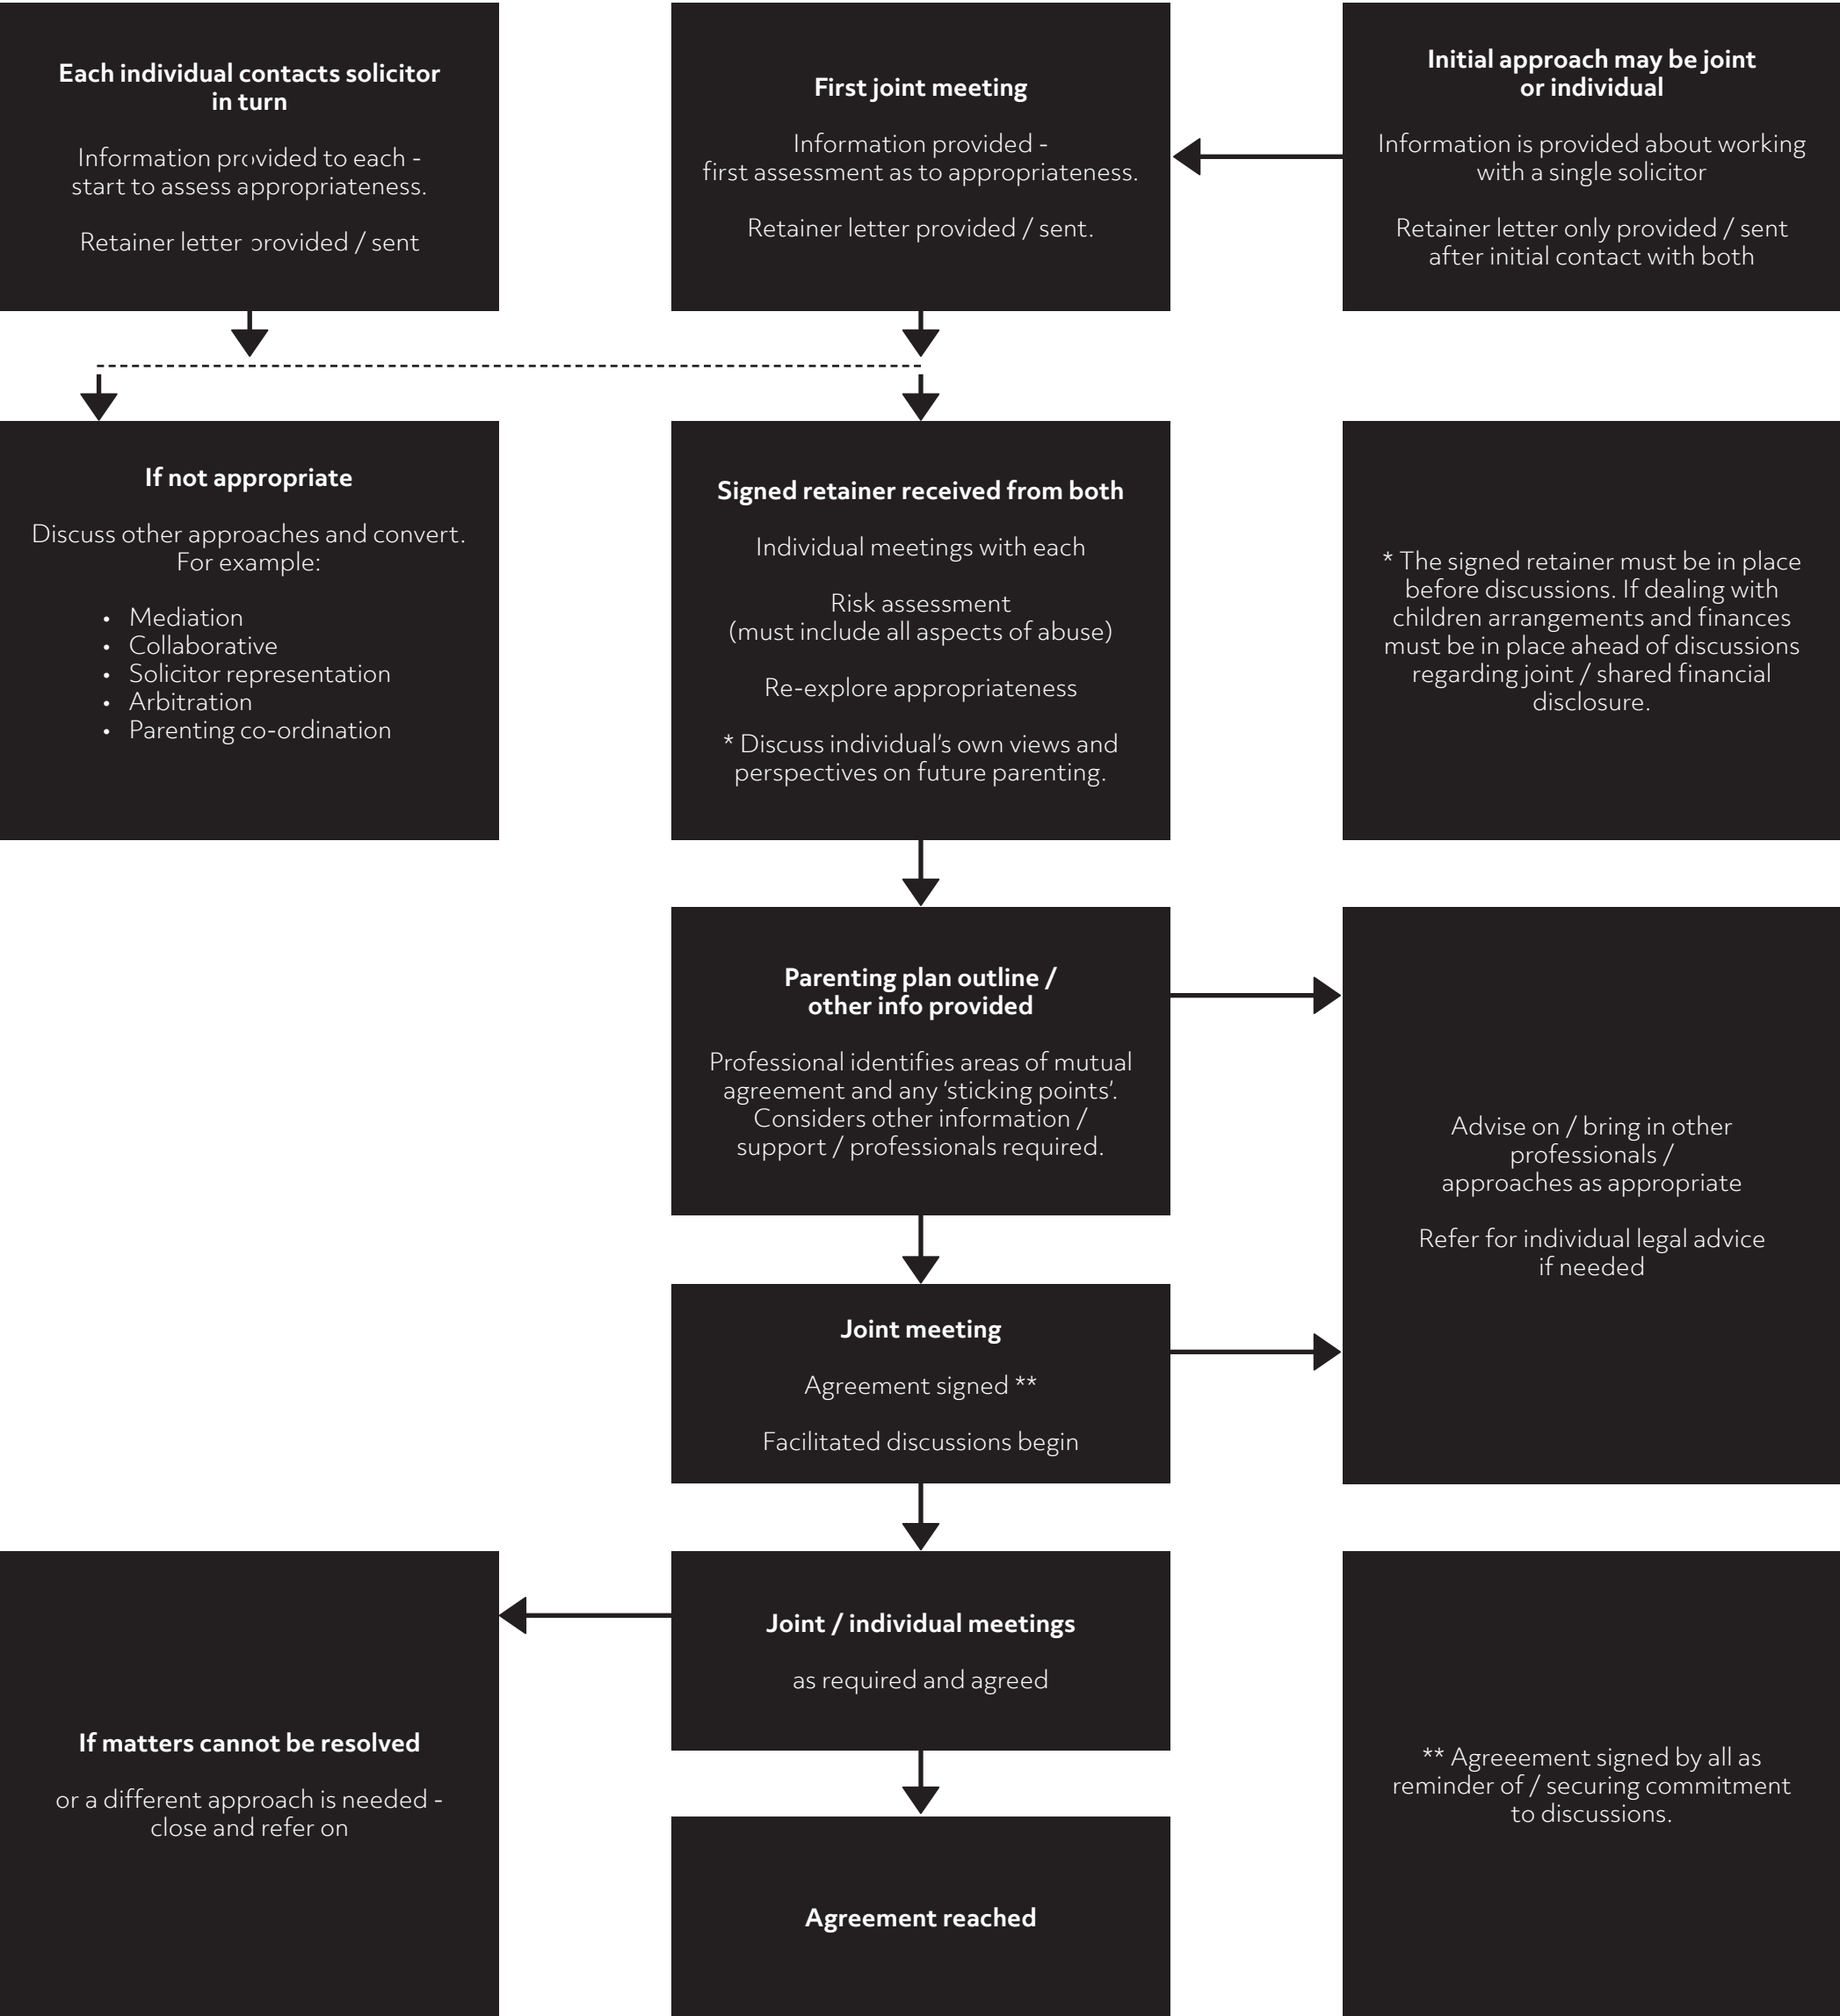 Each individual contacts solicitor
in turn
Information provided to each -
start to assess appropriateness.
Retainer letter provided / sent
First joint meeting
Information provided -
first assessment as to appropriateness.
Retainer letter provided / sent.
Initial approach may be joint
or individual
Information is provided about working
with a single solicitor
Retainer letter only provided / sent
after initial contact with both
If not appropriate
Discuss other approaches and convert.
For example:
• Mediation
• Collaborative
• Solicitor representation
• Arbitration
• Parenting co-ordination
Signed retainer received from both
Individual meetings with each
Risk assessment
(must include all aspects of abuse)
Re-explore appropriateness
* Discuss individual's own views and
perspectives on future parenting.
* The signed retainer must be in place
before discussions. If dealing with
children arrangements and finances
must be in place ahead of discussions
regarding joint / shared financial
disclosure.
Parenting plan outline /
other info provided
Professional identifies areas of mutual
agreement and any ‘sticking points’.
Considers other information /
support / professionals required.
Advise on / bring in other
professionals /
approaches as appropriate
Refer for individual legal advice
if needed
Joint meeting
Agreement signed **
Facilitated discussions begin
If matters cannot be resolved
or a different approach is needed -
close and refer on
Joint / individual meetings
as required and agreed
** Agreeement signed by all as
reminder of / securing commitment
to discussions.
Agreement reached